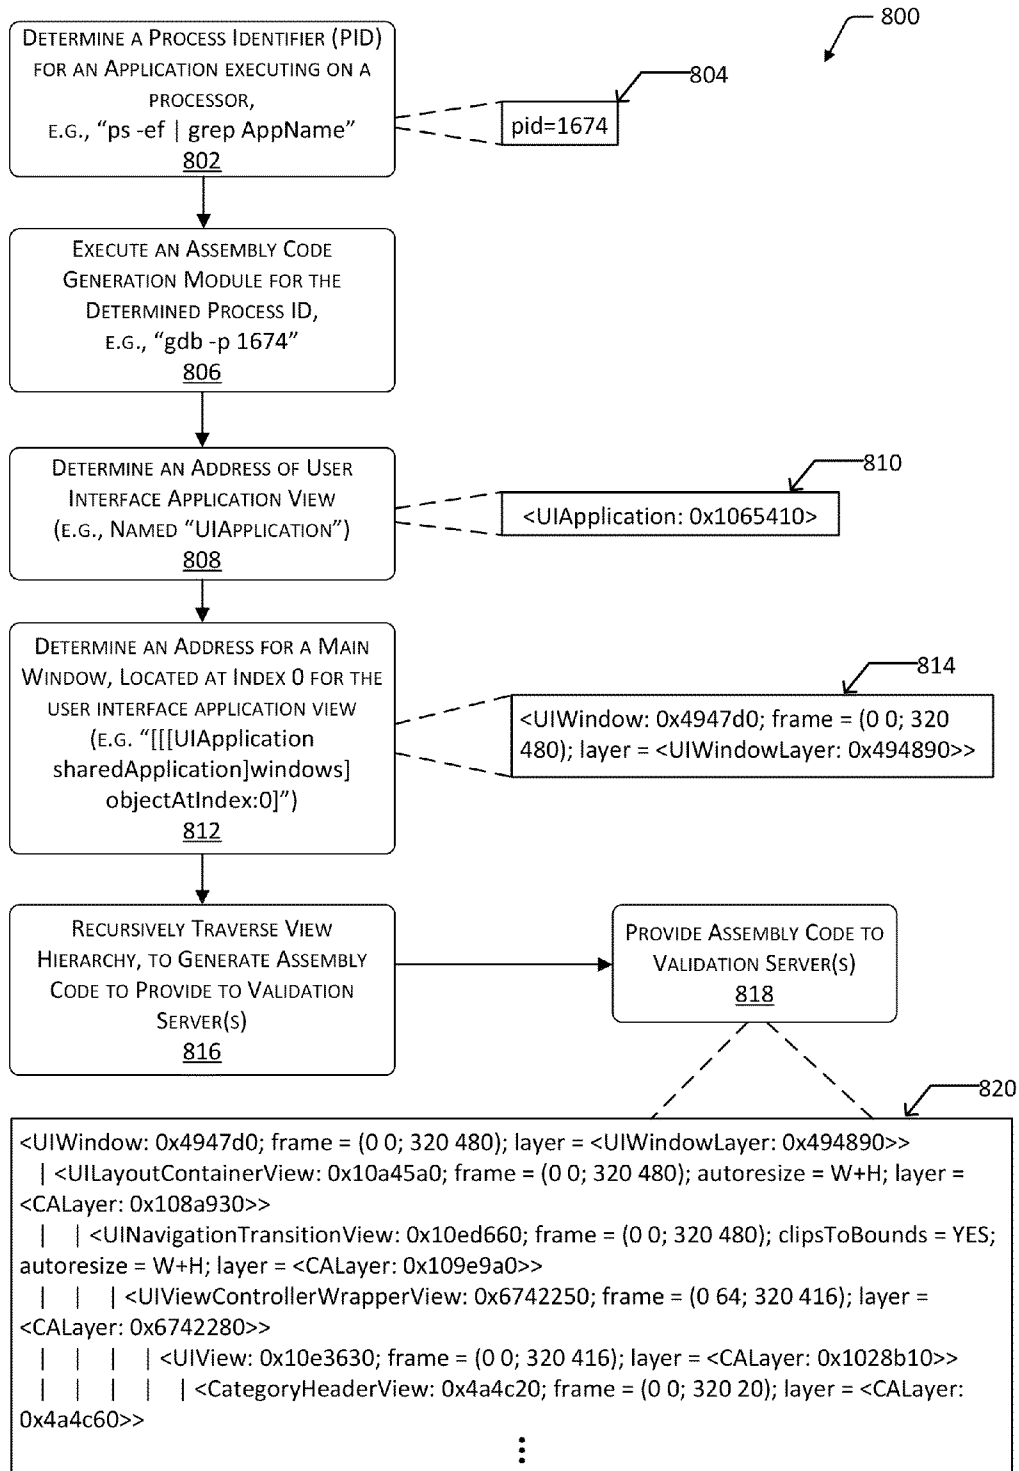 800
DETERMINE A PROCESS IDENTIFIER (PID)
FOR AN APPLICATION EXECUTING ON A
PROCESSOR,
E.G., “ps -ef | grep AppName”
802
804
pid=1674
EXECUTE AN ASSEMBLY CODE
GENERATION MODULE FOR THE
DETERMINED PROCESS ID,
E.G., “gdb -p 1674”
806
DETERMINE AN ADDRESS OF USER
INTERFACE APPLICATION VIEW
(E.G., NAMED “UIAPPLICATION”)
808
810
<UIApplication: 0x1065410>
DETERMINE AN ADDRESS FOR A MAIN
WINDOW, LOCATED AT INDEX 0 FOR THE
USER INTERFACE APPLICATION VIEW
(E.G. “[[[UIApplication
sharedApplication]windows]
objectAtIndex:0]”)
812
814
<UIWindow: 0x4947d0; frame = (0 0; 320
480); layer = <UIWindowLayer: 0x494890>>
RECURSIVELY TRAVERSE VIEW
HIERARCHY, TO GENERATE ASSEMBLY
CODE TO PROVIDE TO VALIDATION
SERVER(S)
816
PROVIDE ASSEMBLY CODE TO
VALIDATION SERVER(S)
818
820
<UIWindow: 0x4947d0; frame = (0 0; 320 480); layer = <UIWindowLayer: 0x494890>>
| <UILayoutContainerView: 0x10a45a0; frame = (0 0; 320 480); autoresize = W+H; layer =
<CALayer: 0x108a930>>
| | <UINavigationTransitionView: 0x10ed660; frame = (0 0; 320 480); clipsToBounds = YES;
autoresize = W+H; layer = <CALayer: 0x109e9a0>>
| | | <UIViewControllerWrapperView: 0x6742250; frame = (0 64; 320 416); layer =
<CALayer: 0x6742280>>
| | | | <UIView: 0x10e3630; frame = (0 0; 320 416); layer = <CALayer: 0x1028b10>>
| | | | | <CategoryHeaderView: 0x4a4c20; frame = (0 0; 320 20); layer = <CALayer:
0x4a4c60>>
⋮